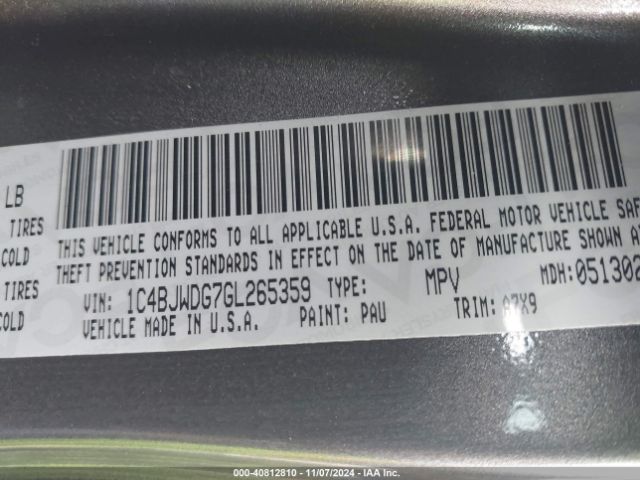 LB
TIRES
COLD
SIRES
COLD
THIS VEHICLE CONFORMS TO ALL APPLICABLE U.S.A. FEDERAL MOTOR VEHICLE SAF
THEFT PREVENTION STANDARDS IN EFFECT ON THE DATE OF MANUFACTURE SHOWN
VIN: 1C4BJWDG7GL265359 TYPE: MPV MDH:051302
VEHICLE MADE IN U.S.A. PAINT: PAU TRIM: A7X9
000-40812810 - 11/07/2024 - IAA Inc.